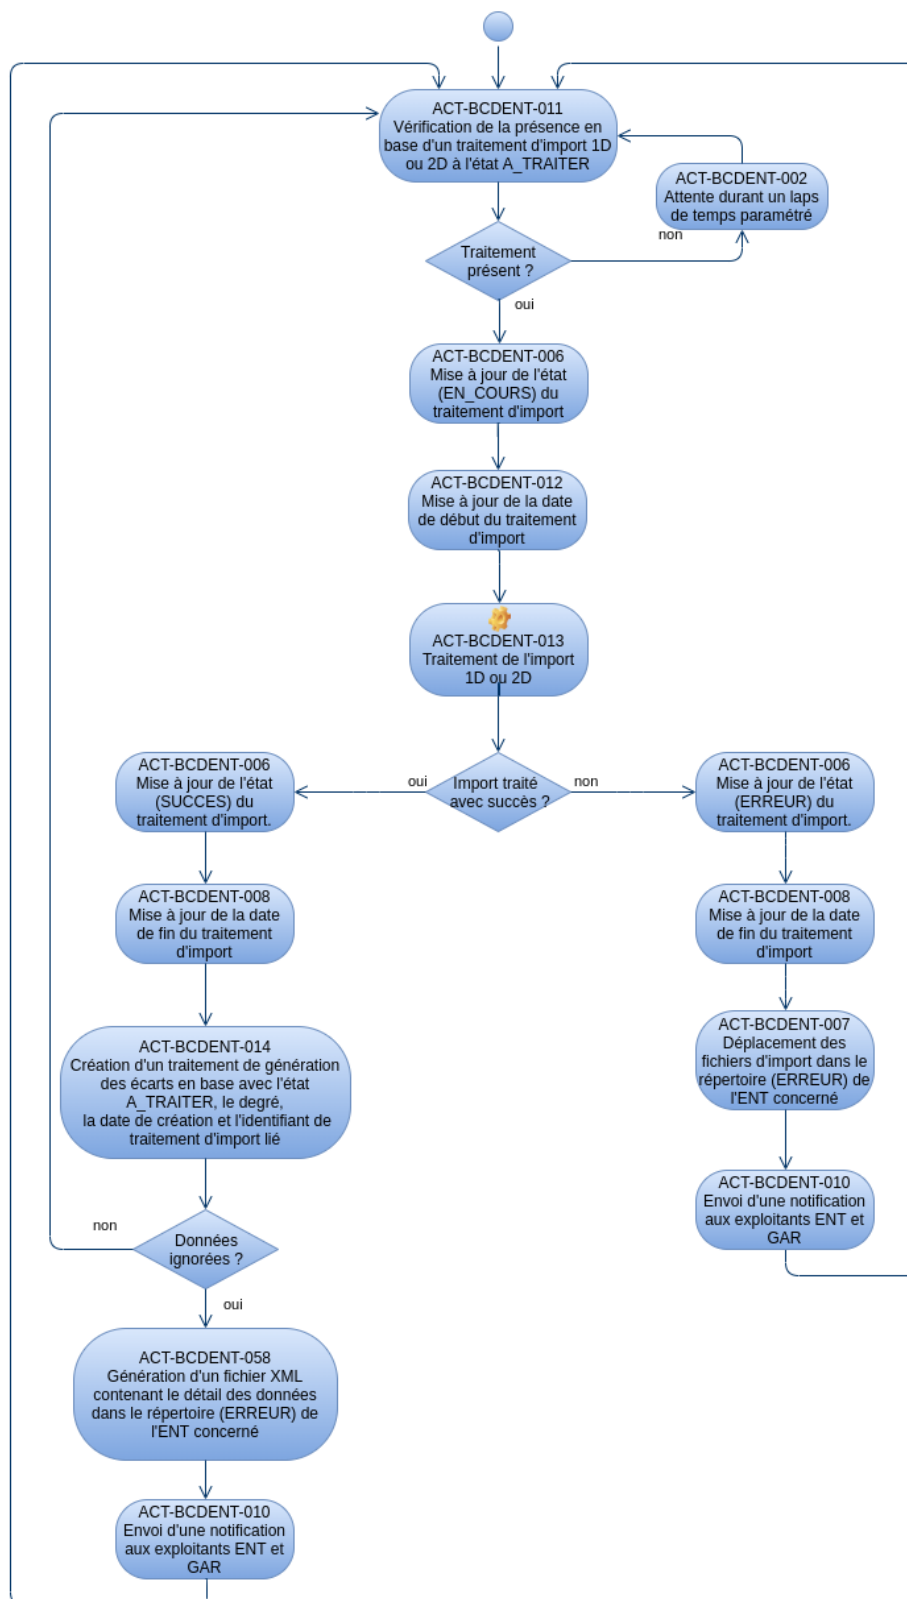 ACT-BCDENT-011
Vérification de la présence en
base d'un traitement d'import 1D
ou 2D à l'état A_TRAITER
ACT-BCDENT-002
Attente durant un laps
de temps paramétré
non
Traitement
présent ?
oui
ACT-BCDENT-006
Mise à jour de l'état
(EN_COURS) du
traitement d'import
ACT-BCDENT-012
Mise à jour de la date
de début du traitement
d'import
ACT-BCDENT-013
Traitement de l'import
1D ou 2D
Import traité
avec succès ?
oui
non
ACT-BCDENT-006
Mise à jour de l'état
(SUCCES) du
traitement d'import.
ACT-BCDENT-008
Mise à jour de la date
de fin du traitement
d'import
ACT-BCDENT-014
Création d'un traitement de génération
des écarts en base avec l'état
A_TRAITER, le degré,
la date de création et l'identifiant de
traitement d'import lié
non
Données
ignorées ?
oui
ACT-BCDENT-058
Génération d'un fichier XML
contenant le détail des données
dans le répertoire (ERREUR) de
l'ENT concerné
ACT-BCDENT-010
Envoi d'une notification
aux exploitants ENT et
GAR
ACT-BCDENT-006
Mise à jour de l'état
(ERREUR) du
traitement d'import.
ACT-BCDENT-008
Mise à jour de la date
de fin du traitement
d'import
ACT-BCDENT-007
Déplacement des
fichiers d'import dans le
répertoire (ERREUR) de
l'ENT concerné
ACT-BCDENT-010
Envoi d'une notification
aux exploitants ENT et
GAR